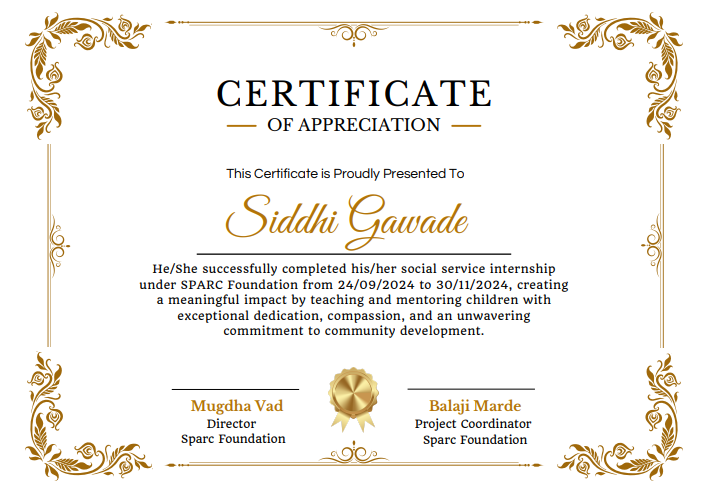 CERTIFICATE
OF APPRECIATION
This Certificate is Proudly Presented To
Siddhi Gawade
He/She successfully completed his/her social service internship
under SPARC Foundation from 24/09/2024 to 30/11/2024, creating
a meaningful impact by teaching and mentoring children with
exceptional dedication, compassion, and an unwavering
commitment to community development.
Mugdha Vad
Director
Sparc Foundation
Balaji Marde
Project Coordinator
Sparc Foundation